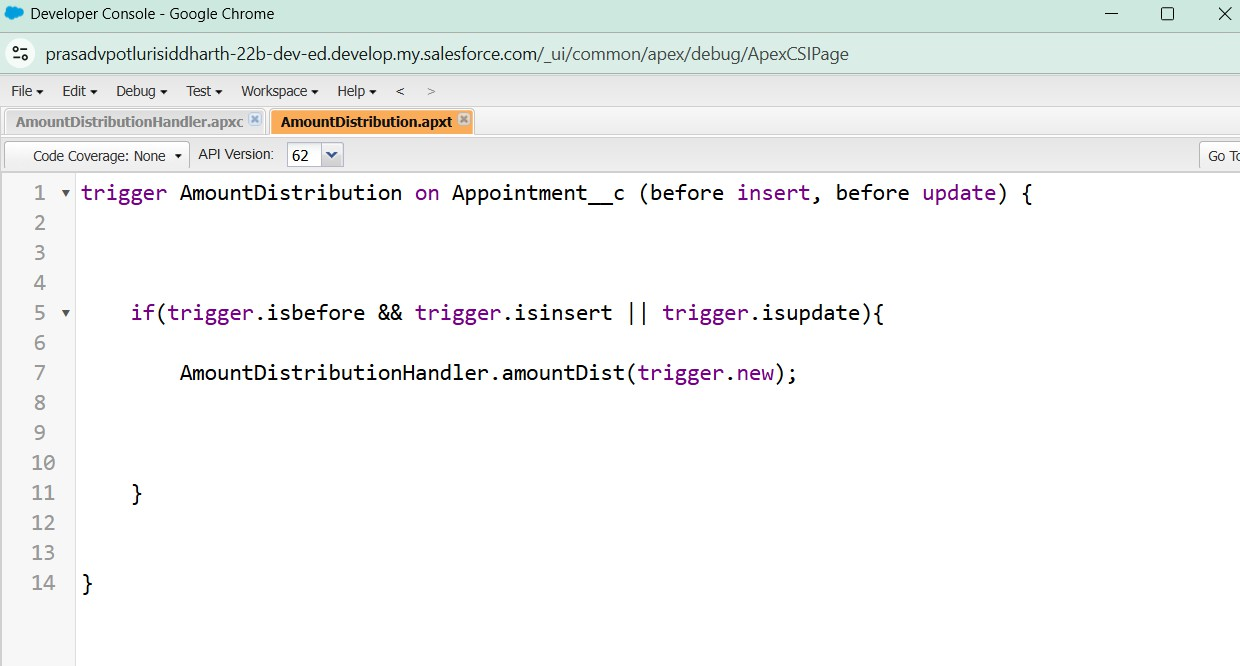 Developer Console - Google Chrome
prasadvpotlurisiddharth-22b-dev-ed.develop.my.salesforce.com/_ui/common/apex/debug/ApexCSIPage
File Edit Debug Test Workspace Help < >
AmountDistributionHandler.apxc AmountDistribution.apxt
Code Coverage: None API Version: 62 Go To
1 trigger AmountDistribution on Appointment__c (before insert, before update) {
2
3
4
5 if(trigger.isbefore && trigger.isinsert || trigger.isupdate){
6
7 AmountDistributionHandler.amountDist(trigger.new);
8
9
10
11 }
12
13
14 }